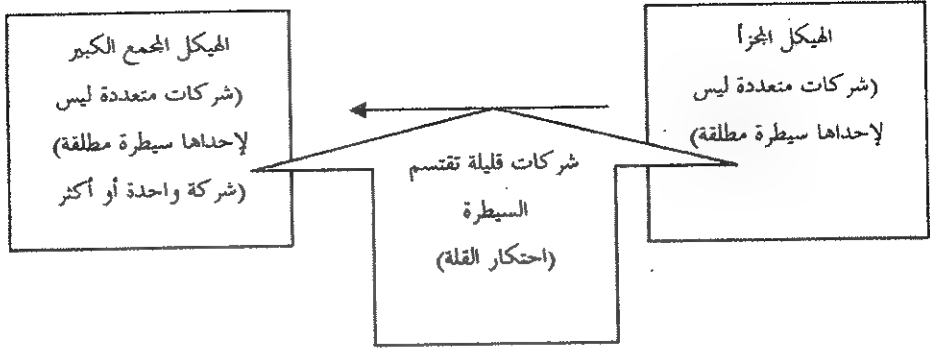 الهيكل المجزأ
(شركات متعددة ليس
لإحداها سيطرة مطلقة)
شركات قليلة تقتسم
السيطرة
(احتكار القلة)
الهيكل المجمع الكبير
(شركات متعددة ليس
لإحداها سيطرة مطلقة)
(شركة واحدة أو أكثر